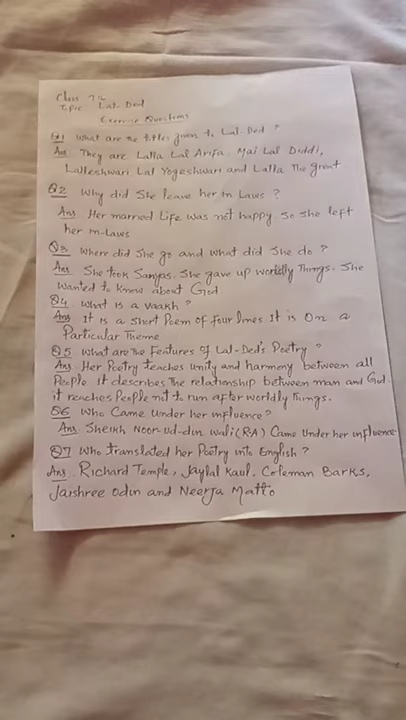 Class 7th
Topic Lal-Ded
Exercise Questions
Q1 What are the titles given to Lal-Ded ?
Ans They are Lalla Lal Arifa, Mai Lal Diddi,
Lalleshwari Lal Yogeshwari and Lalla The great
Q2 Why did She leave her In Laws ?
Ans Her married Life was not happy. So she left
her in-Laws
Q3 Where did She go and what did She do ?
Ans She took Sanyas. She gave up worldly Things. She
wanted to know about God
Q4 What is a Vaakh ?
Ans It is a Short Poem of four lines It is on a
Particular Theme
Q5 What are the Features of Lal-Ded's Poetry ?
Ans Her Poetry teaches Unity and harmony between all
People It describes the relationship between man and God.
it teaches People not to run after worldly things.
Q6 Who Came Under her influence ?
Ans Sheikh Noor-ud-din wali (RA) Came Under her influence
Q7 Who translated her Poetry into English ?
Ans Richard Temple, Jaylal Kaul, Coleman Barks,
Jaishree Odin and Neerja Matto